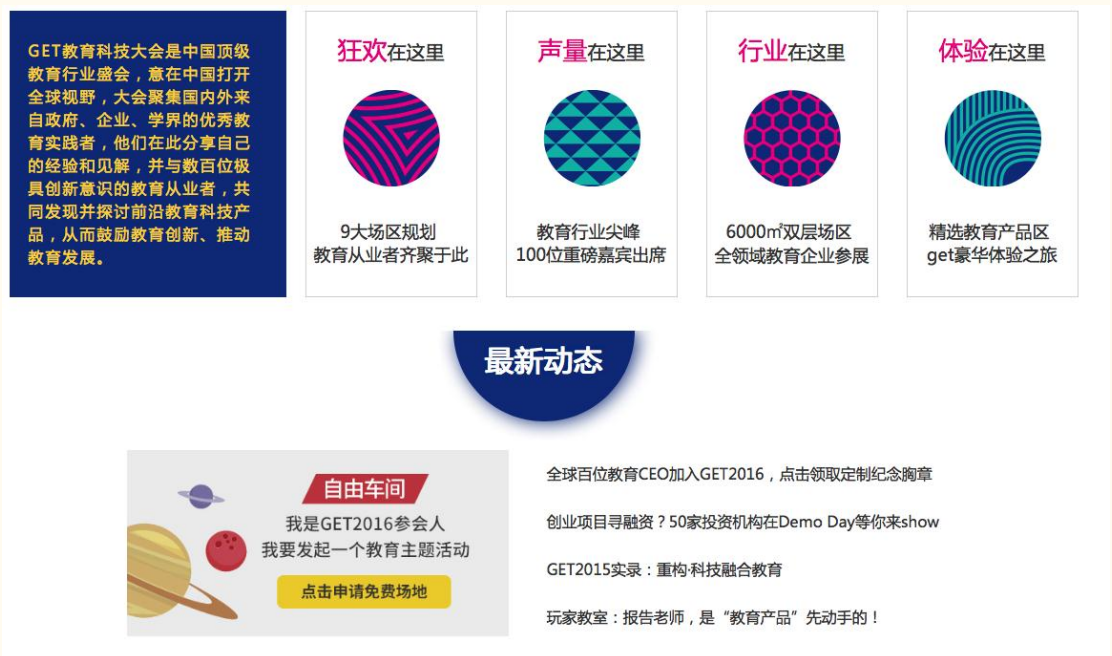 GET教育科技大会是中国顶级
教育行业盛会，意在中国打开
全球视野，大会聚集国内外来
自政府、企业、学界的优秀教
育实践者，他们在此分享自己
的经验和见解，并与数百位极
具创新意识的教育从业者，共
同发现并探讨前沿教育科技产
品，从而鼓励教育创新、推动
教育发展。
狂欢在这里
9大场区规划
教育从业者齐聚于此
声量在这里
教育行业尖峰
100位重磅嘉宾出席
行业在这里
6000㎡双层场区
全领域教育企业参展
体验在这里
精选教育产品区
get豪华体验之旅
最新动态
自由车间
我是GET2016参会人
我要发起一个教育主题活动
点击申请免费场地
全球百位教育CEO加入GET2016，点击领取定制纪念胸章
创业项目寻融资？50家投资机构在Demo Day等你来show
GET2015实录：重构·科技融合教育
玩家教室：报告老师，是“教育产品”先动手的！